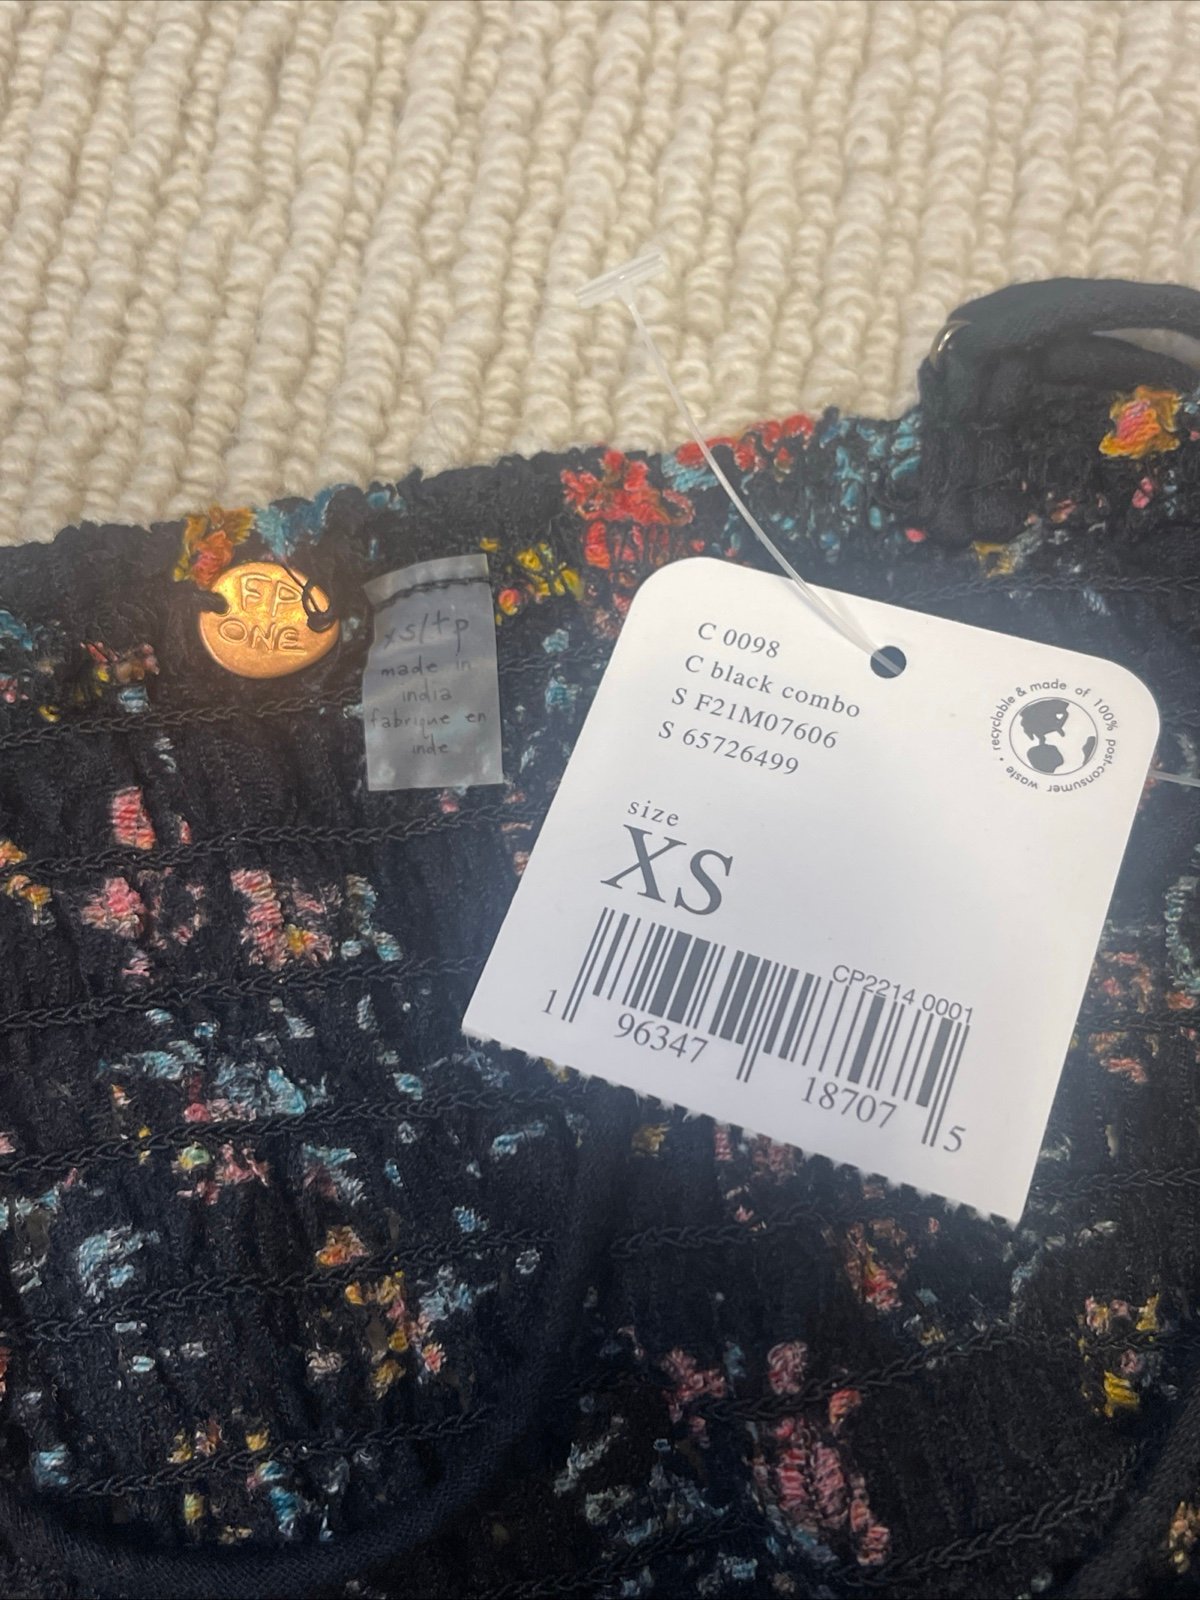 FP
ONE
xs/tp
made in
india
fabriqué en
inde
C 0098
C black combo
S F21M07606
S 65726499
recyclable & made of 100% post-consumer waste •
size
XS
CP2214 0001
1 96347 18707 5